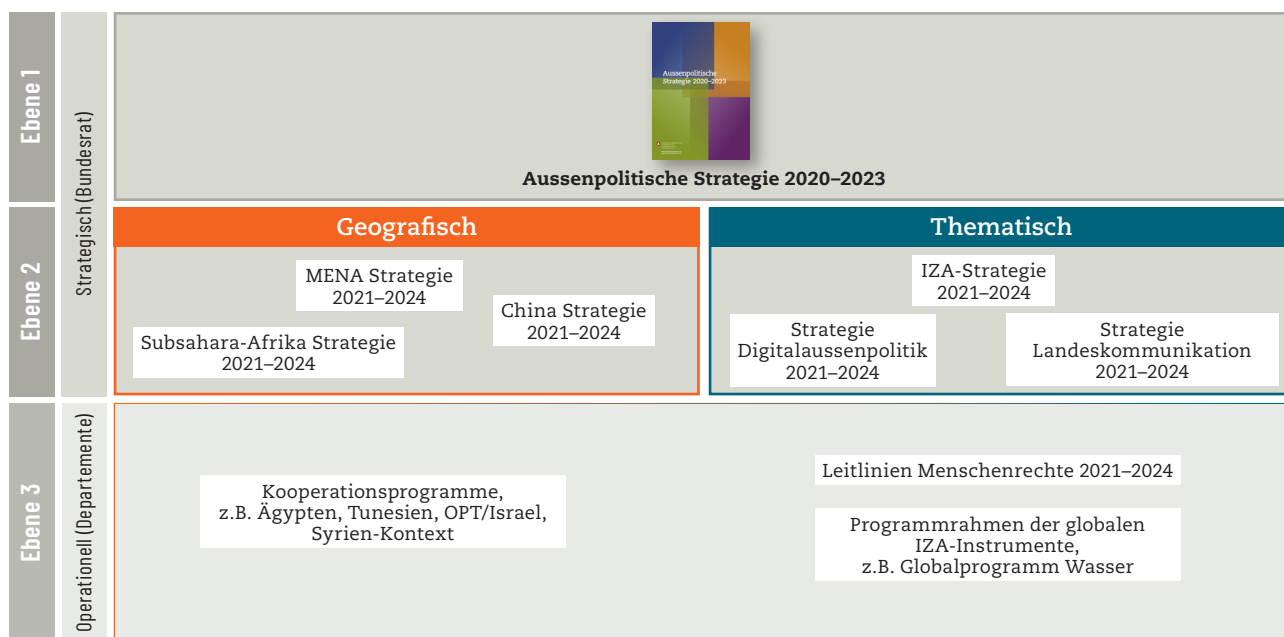 Ebene 1
Strategisch (Bundesrat)
Aussenpolitische
Strategie 2020–2023
Aussenpolitische Strategie 2020–2023
Ebene 2
Geografisch
MENA Strategie
2021–2024
China Strategie
2021–2024
Subsahara-Afrika Strategie
2021–2024
Thematisch
IZA-Strategie
2021–2024
Strategie
Digitalaussenpolitik
2021–2024
Strategie
Landeskommunikation
2021–2024
Ebene 3
Operationell (Departemente)
Kooperationsprogramme,
z.B. Ägypten, Tunesien, OPT/Israel,
Syrien-Kontext
Leitlinien Menschenrechte 2021–2024
Programmrahmen der globalen
IZA-Instrumente,
z.B. Globalprogramm Wasser